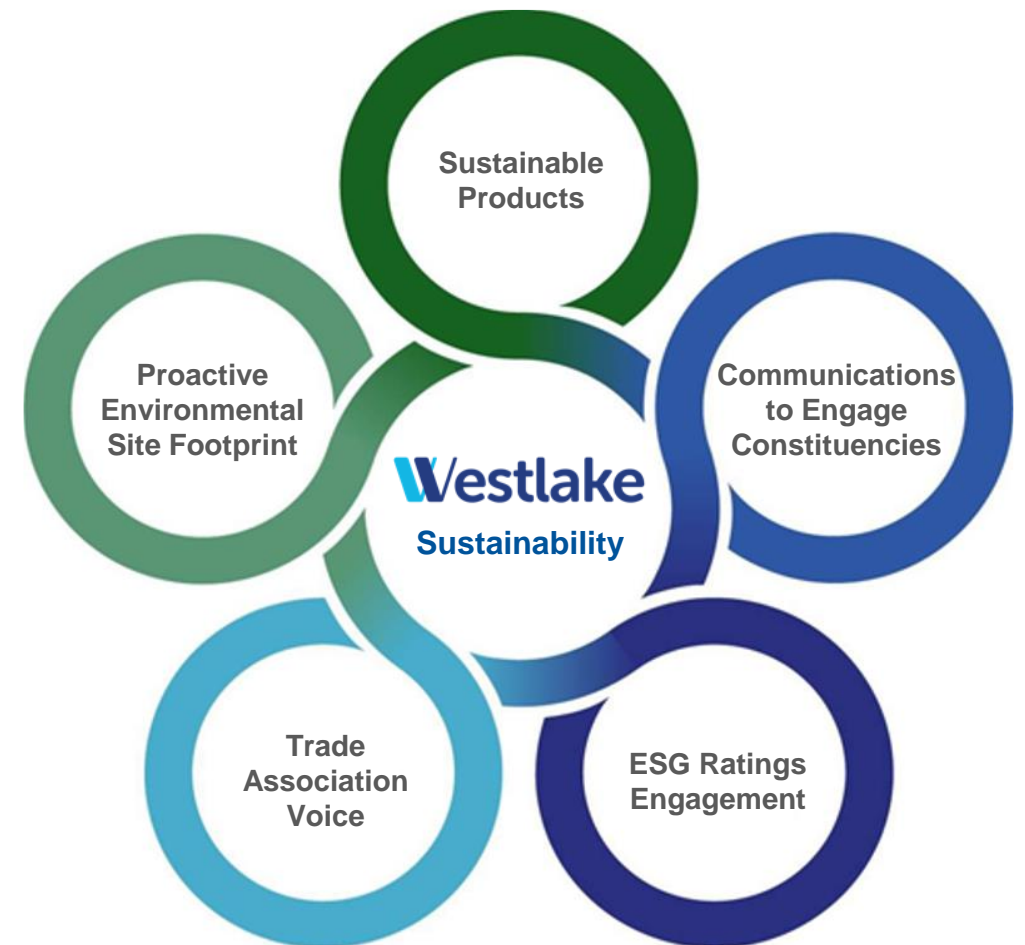 Sustainable
Products
Proactive
Environmental
Site Footprint
Communications
to Engage
Constituencies
Westlake
Sustainability
Trade
Association
Voice
ESG Ratings
Engagement